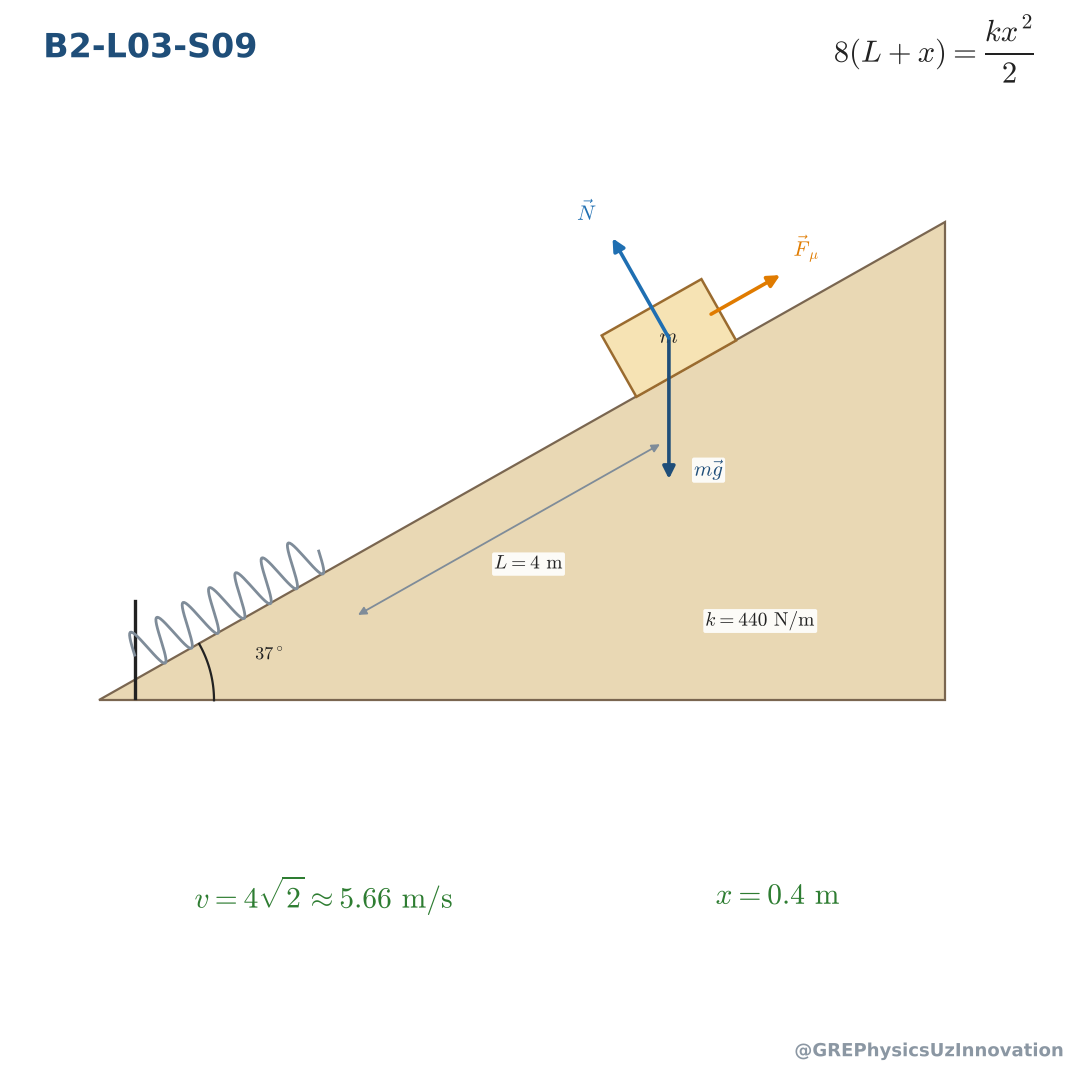 B2-L03-S09
8(L + x) = kx²/2
N⃗
F⃗_μ
m
mg⃗
L = 4 m
k = 440 N/m
37°
v = 4√2 ≈ 5.66 m/s
x = 0.4 m
@GREPhysicsUzInnovation